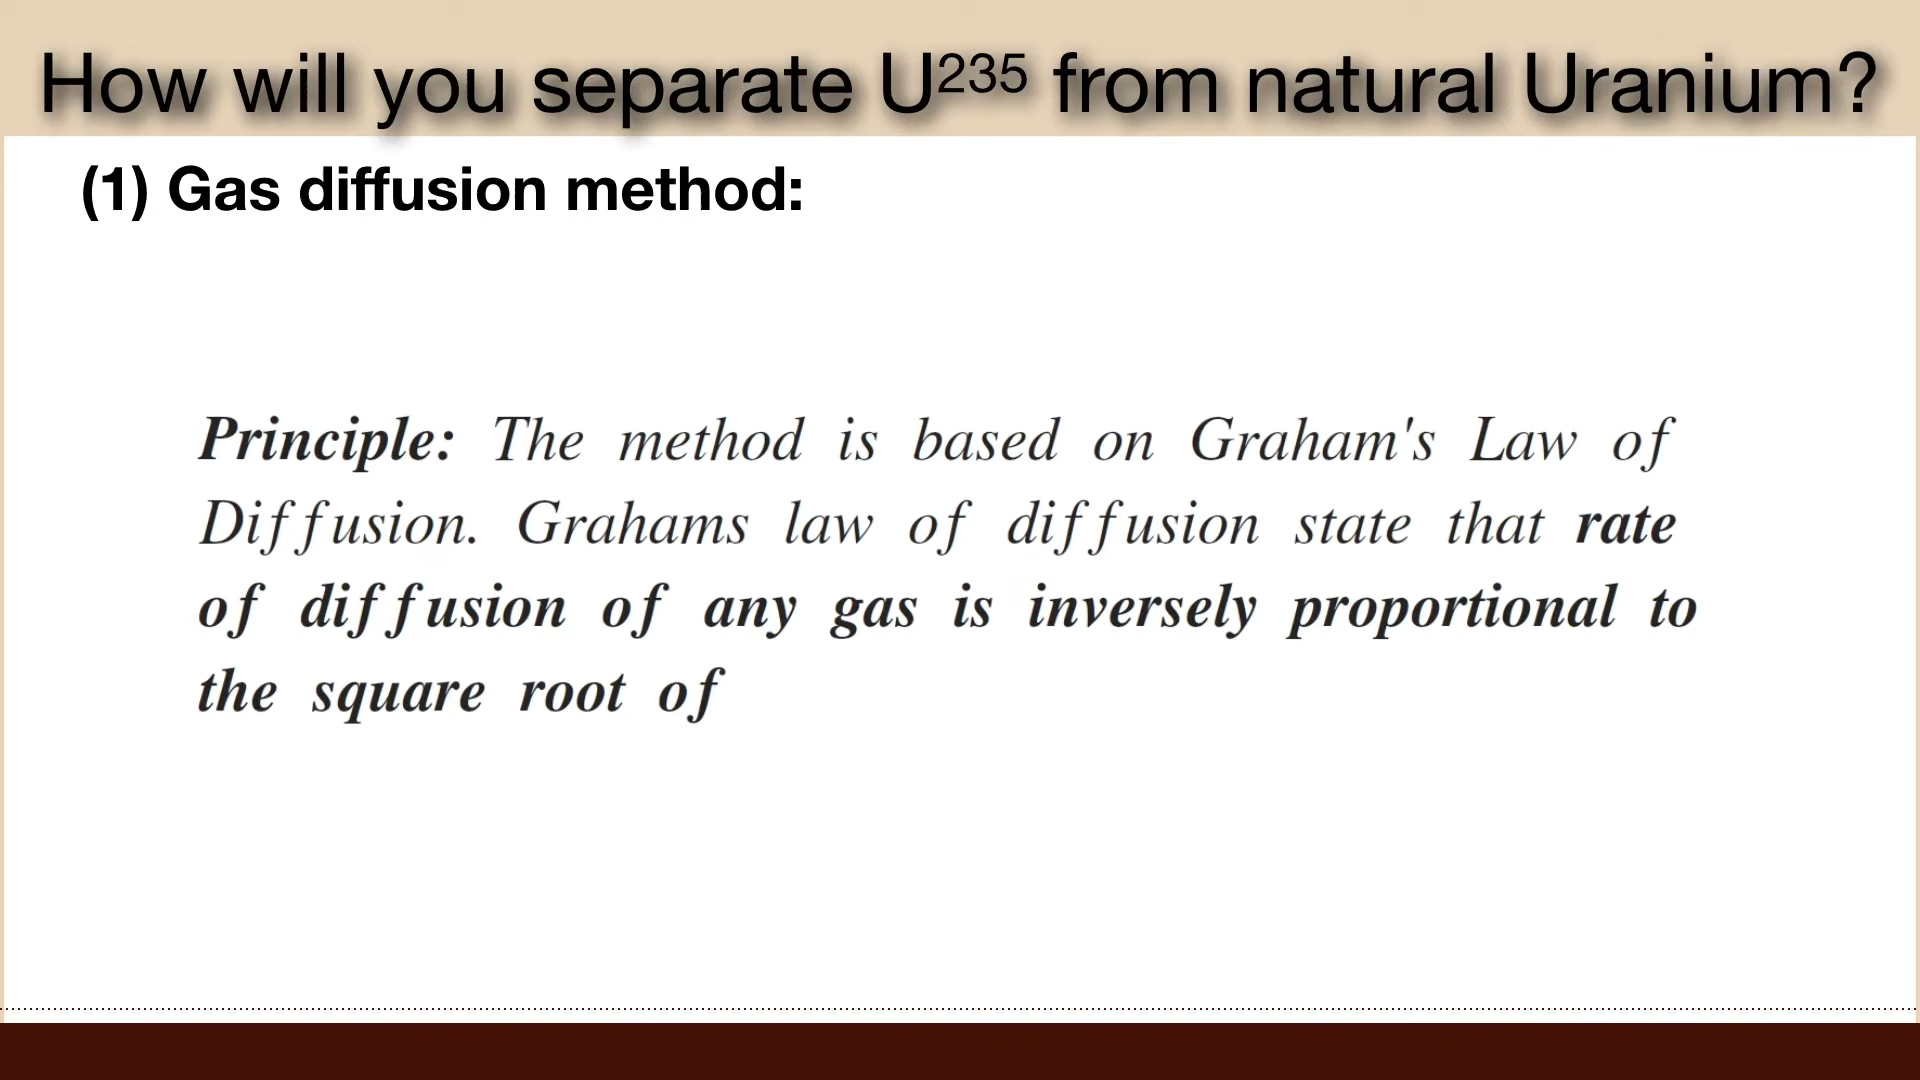 How will you separate U²³⁵ from natural Uranium?
(1) Gas diffusion method:
Principle: The method is based on Graham's Law of
Diffusion. Grahams law of diffusion state that rate
of diffusion of any gas is inversely proportional to
the square root of